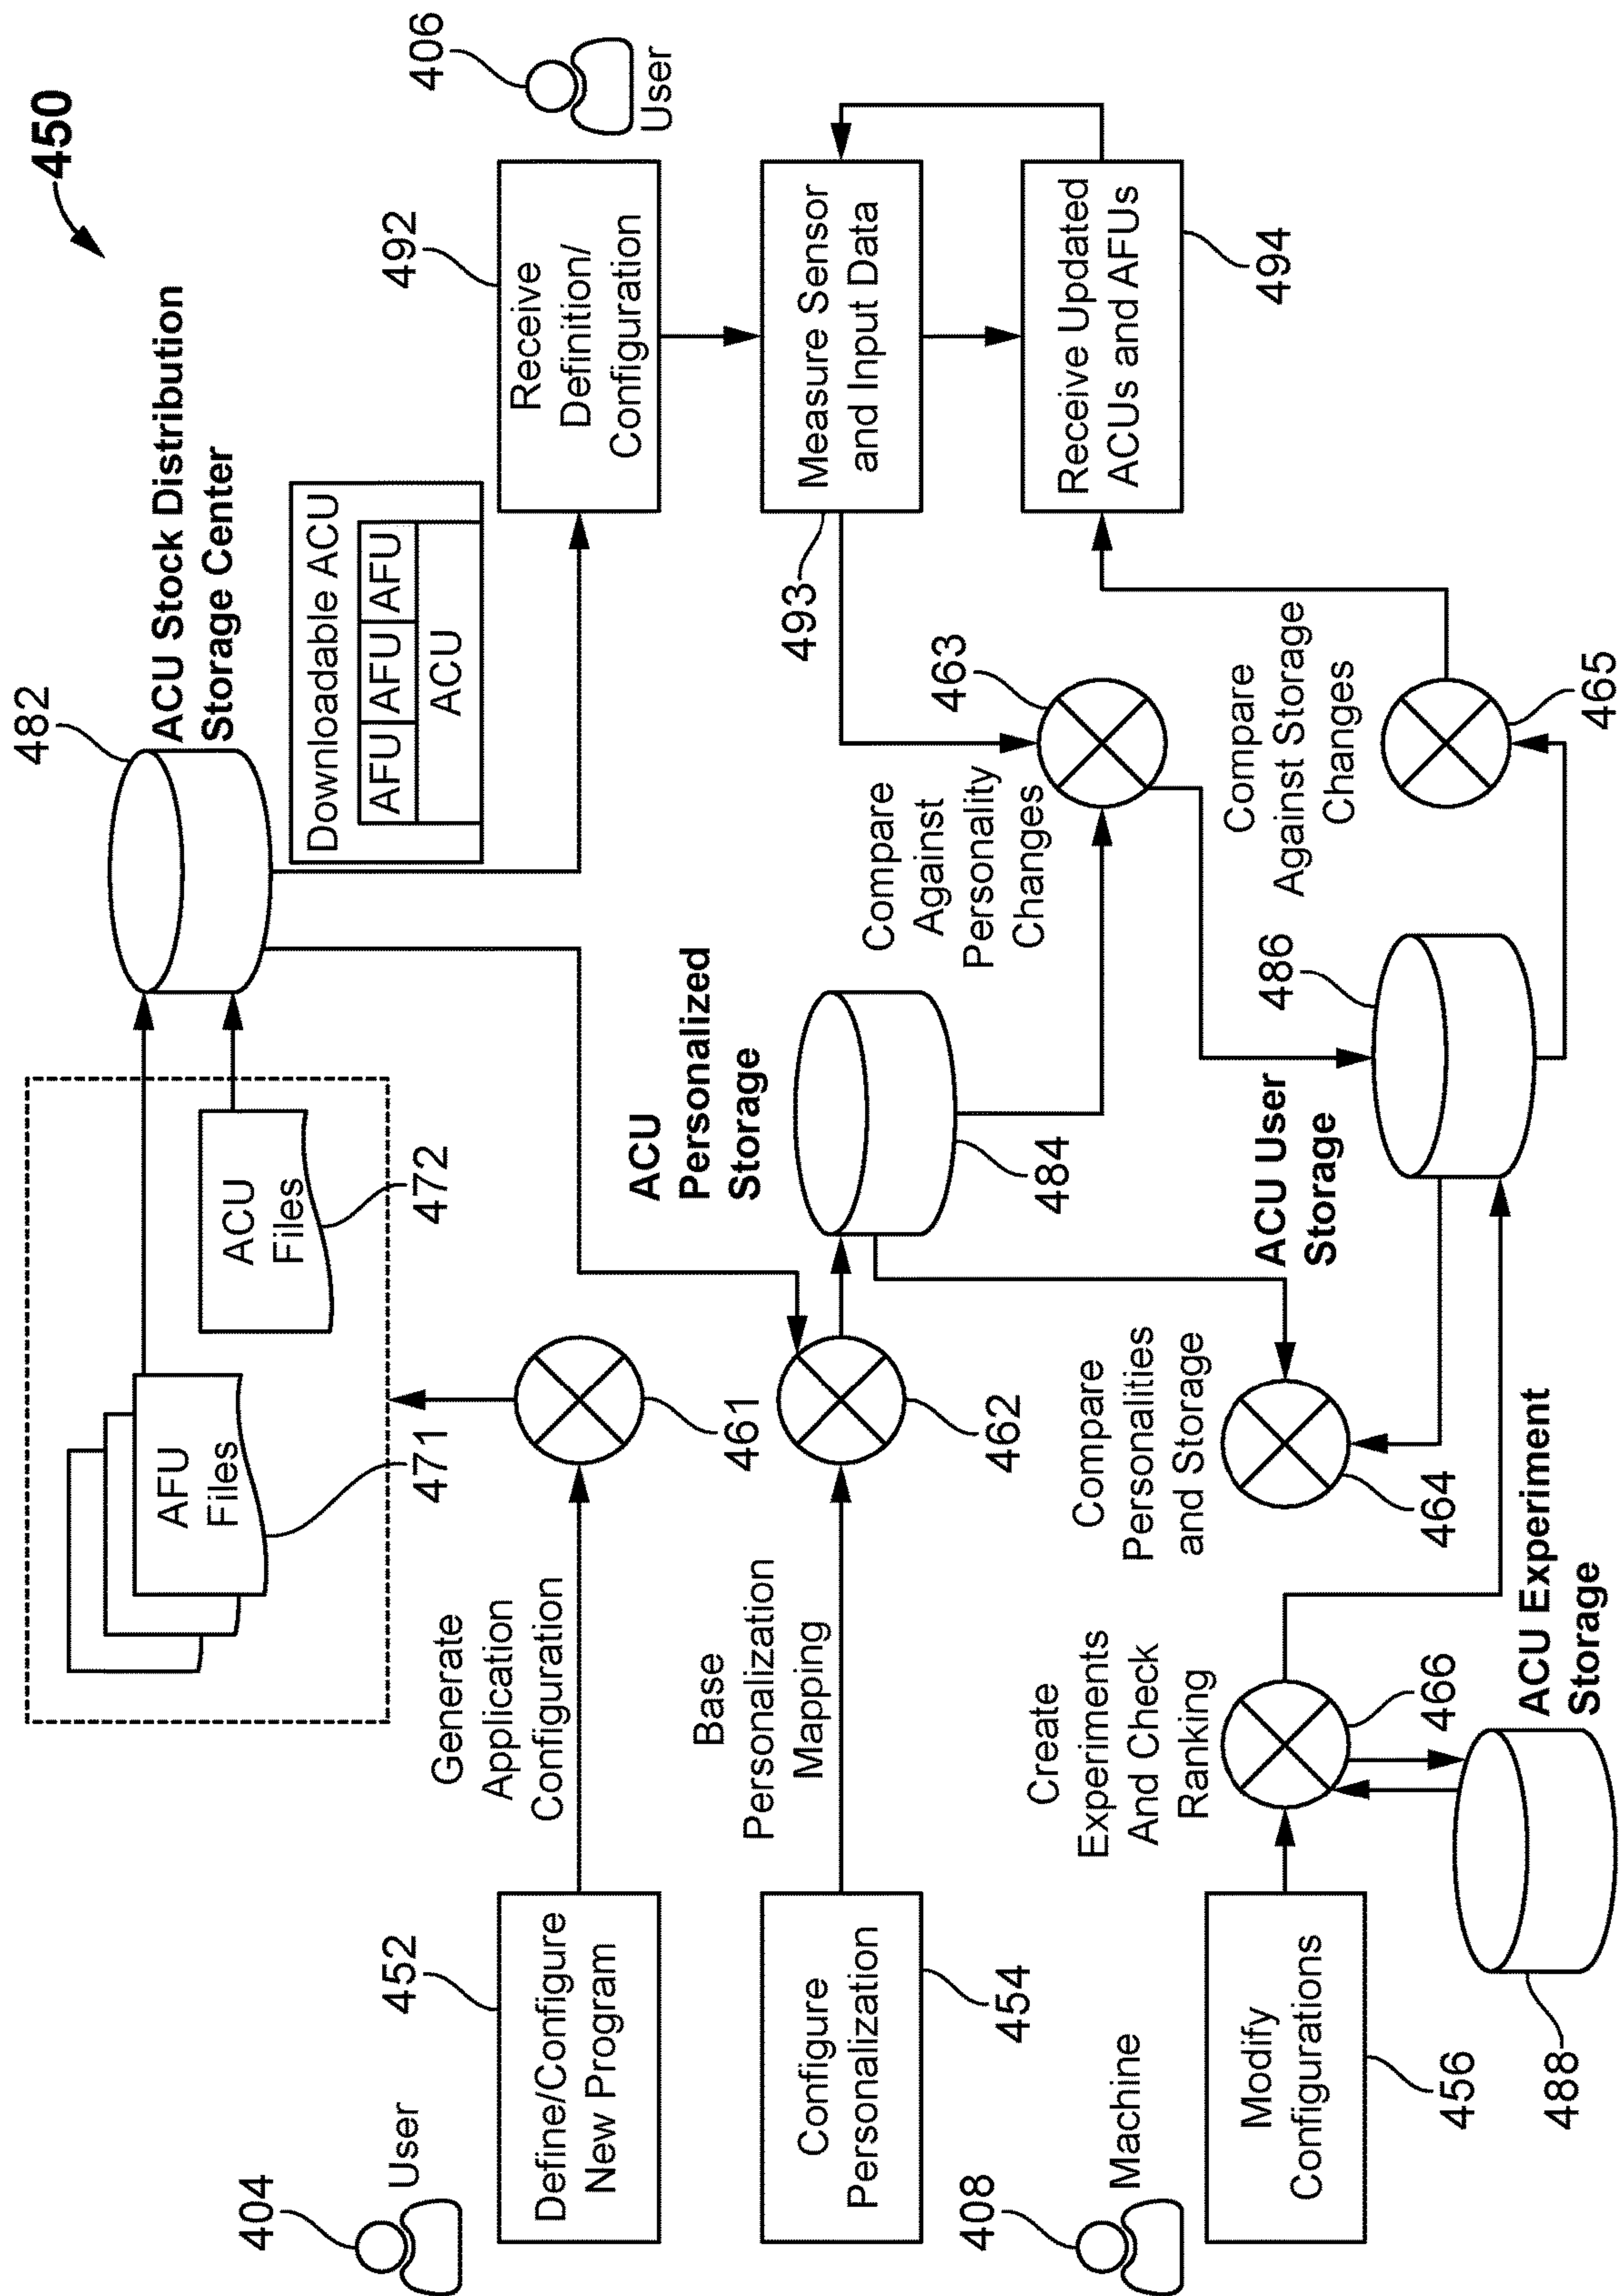 450
404
User
452
Define/Configure
New Program
Generate
Application
Configuration
461
AFU
Files
471
ACU
Files
472
482
ACU Stock Distribution
Storage Center
Downloadable ACU
AFU
AFU
AFU
ACU
492
Receive
Definition/
Configuration
406
User
Configure
Personalization
454
Base
Personalization
Mapping
462
ACU
Personalized
Storage
484
Compare
Against
Personality
Changes
463
493
Measure Sensor
and Input Data
408
Machine
Modify
Configurations
456
Create
Experiments
And Check
Ranking
466
488
ACU Experiment
Storage
Compare
Personalities
and Storage
464
ACU User
Storage
486
Compare
Against Storage
Changes
465
Receive Updated
ACUs and AFUs
494